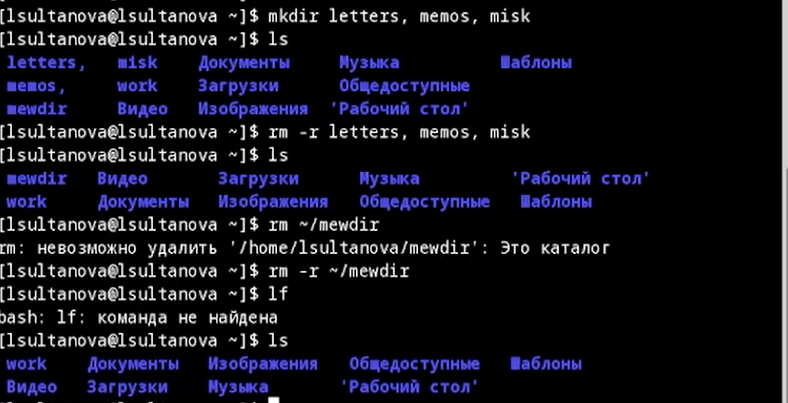 [lsultanova@lsultanova ~]$ mkdir letters, memos, misk
[lsultanova@lsultanova ~]$ ls
letters, misk Документы Музыка Шаблоны
memos, work Загрузки Общедоступные
mewdir Видео Изображения 'Рабочий стол'
[lsultanova@lsultanova ~]$ rm -r letters, memos, misk
[lsultanova@lsultanova ~]$ ls
mewdir Видео Загрузки Музыка 'Рабочий стол'
work Документы Изображения Общедоступные Шаблоны
[lsultanova@lsultanova ~]$ rm ~/mewdir
rm: невозможно удалить '/home/lsultanova/mewdir': Это каталог
[lsultanova@lsultanova ~]$ rm -r ~/mewdir
[lsultanova@lsultanova ~]$ lf
bash: lf: команда не найдена
[lsultanova@lsultanova ~]$ ls
work Документы Изображения Общедоступные Шаблоны
Видео Загрузки Музыка 'Рабочий стол'